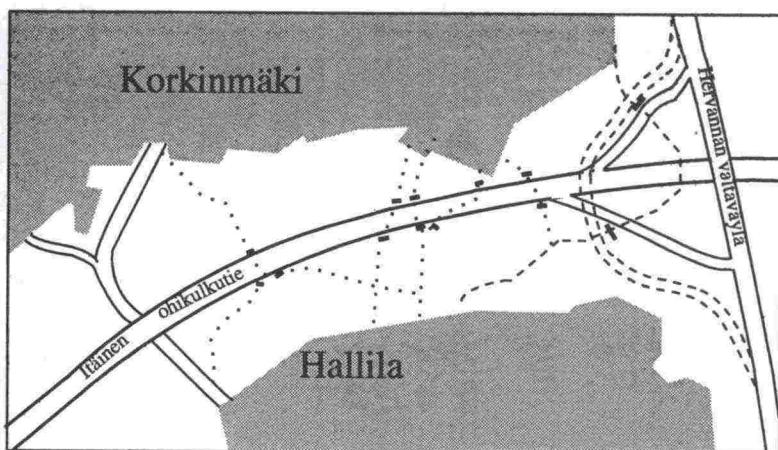 Korkinmäki
Hervannan valtaväylä
Itäinen ohikulkutie
Hallila